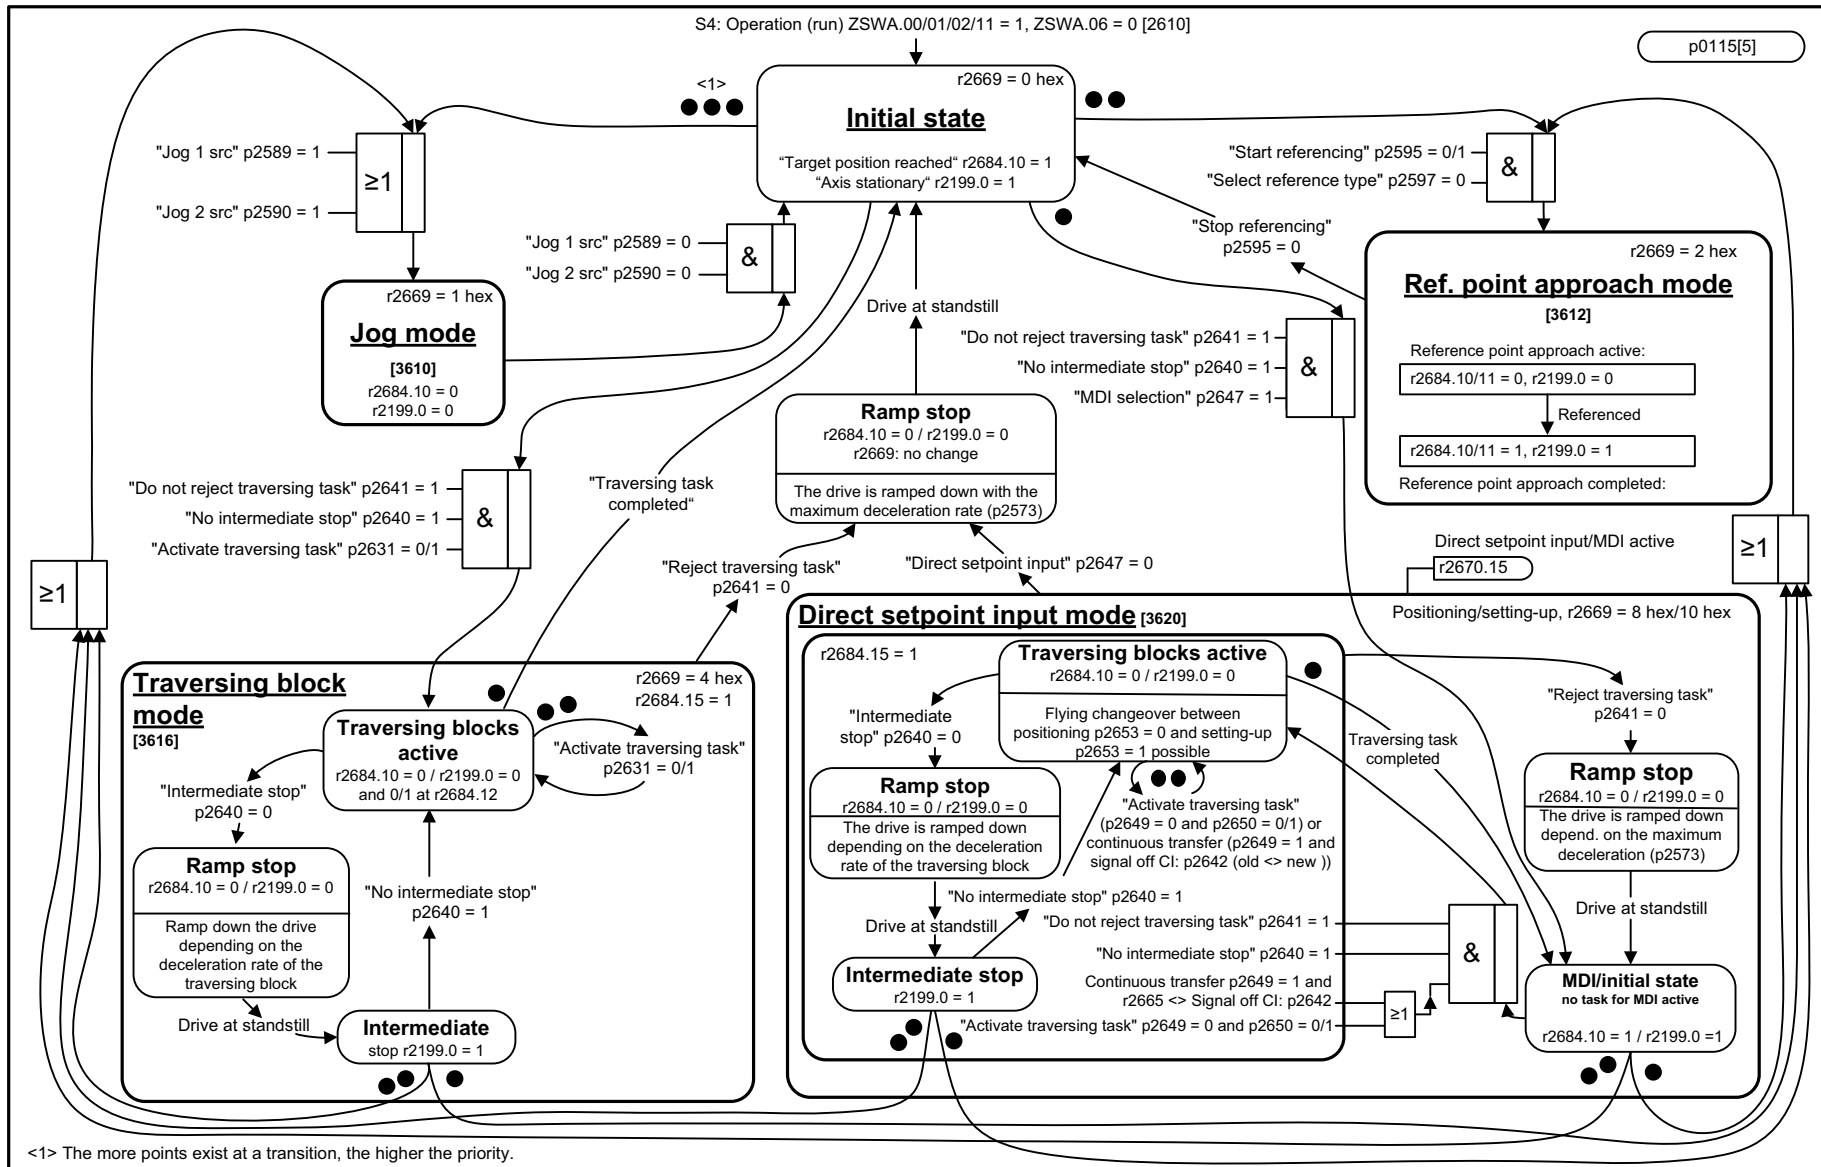 S4: Operation (run) ZSWA.00/01/02/11 = 1, ZSWA.06 = 0 [2610]
p0115[5]
<1>
r2669 = 0 hex
Initial state
“Target position reached“ r2684.10 = 1
“Axis stationary“ r2199.0 = 1
"Jog 1 src" p2589 = 1
≥1
"Jog 2 src" p2590 = 1
"Start referencing" p2595 = 0/1
"Select reference type" p2597 = 0
&
"Stop referencing"
p2595 = 0
"Jog 1 src" p2589 = 0
"Jog 2 src" p2590 = 0
&
r2669 = 1 hex
Jog mode
[3610]
r2684.10 = 0
r2199.0 = 0
r2669 = 2 hex
Ref. point approach mode
[3612]
Reference point approach active:
r2684.10/11 = 0, r2199.0 = 0
Referenced
r2684.10/11 = 1, r2199.0 = 1
Reference point approach completed:
Drive at standstill
"Do not reject traversing task" p2641 = 1
"No intermediate stop" p2640 = 1
"MDI selection" p2647 = 1
&
Ramp stop
r2684.10 = 0 / r2199.0 = 0
r2669: no change
The drive is ramped down with the
maximum deceleration rate (p2573)
"Do not reject traversing task" p2641 = 1
"No intermediate stop" p2640 = 1
"Activate traversing task" p2631 = 0/1
&
"Traversing task
completed“
≥1
≥1
"Reject traversing task"
p2641 = 0
"Direct setpoint input" p2647 = 0
Direct setpoint input/MDI active
r2670.15
Direct setpoint input mode [3620]
Positioning/setting-up, r2669 = 8 hex/10 hex
Traversing block
mode
[3616]
r2669 = 4 hex
r2684.15 = 1
Traversing blocks
active
r2684.10 = 0 / r2199.0 = 0
and 0/1 at r2684.12
"Activate traversing task"
p2631 = 0/1
"Intermediate stop"
p2640 = 0
Ramp stop
r2684.10 = 0 / r2199.0 = 0
Ramp down the drive
depending on the
deceleration rate of the
traversing block
"No intermediate stop"
p2640 = 1
Drive at standstill
Intermediate
stop r2199.0 = 1
r2684.15 = 1
Traversing blocks active
r2684.10 = 0 / r2199.0 = 0
Flying changeover between
positioning p2653 = 0 and setting-up
p2653 = 1 possible
"Intermediate
stop" p2640 = 0
Ramp stop
r2684.10 = 0 / r2199.0 = 0
The drive is ramped down
depending on the deceleration
rate of the traversing block
"Activate traversing task"
(p2649 = 0 and p2650 = 0/1) or
continuous transfer (p2649 = 1 and
signal off CI: p2642 (old <> new ))
"No intermediate stop" p2640 = 1
Drive at standstill
Intermediate stop
r2199.0 = 1
"Do not reject traversing task" p2641 = 1
"No intermediate stop" p2640 = 1
Continuous transfer p2649 = 1 and
r2665 <> Signal off CI: p2642
"Activate traversing task" p2649 = 0 and p2650 = 0/1
≥1
&
Traversing task
completed
"Reject traversing task"
p2641 = 0
Ramp stop
r2684.10 = 0 / r2199.0 = 0
The drive is ramped down
depend. on the maximum
deceleration (p2573)
Drive at standstill
MDI/initial state
no task for MDI active
r2684.10 = 1 / r2199.0 =1
<1> The more points exist at a transition, the higher the priority.